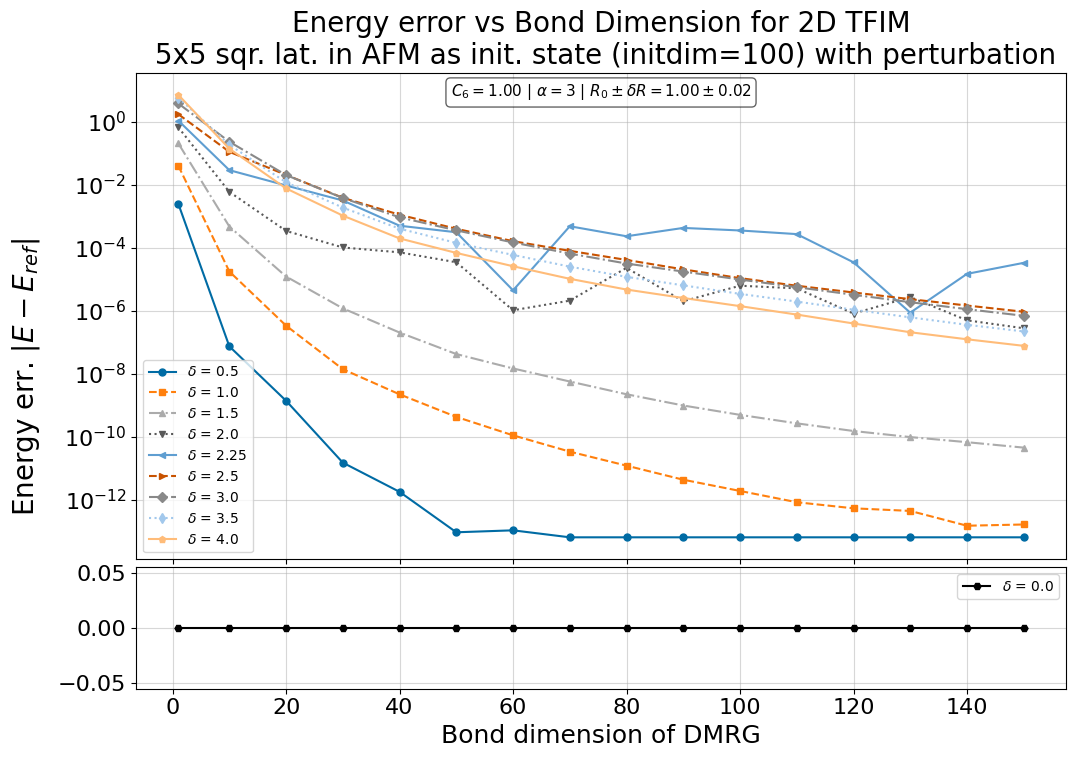 Energy error vs Bond Dimension for 2D TFIM
5x5 sqr. lat. in AFM as init. state (initdim=100) with perturbation
C₆ = 1.00 | α = 3 | R₀ ± δR = 1.00 ± 0.02
Energy err. |E − E_ref|
10⁰
10⁻²
10⁻⁴
10⁻⁶
10⁻⁸
10⁻¹⁰
10⁻¹²
δ = 0.5
δ = 1.0
δ = 1.5
δ = 2.0
δ = 2.25
δ = 2.5
δ = 3.0
δ = 3.5
δ = 4.0
0.05
0.00
−0.05
δ = 0.0
0 20 40 60 80 100 120 140
Bond dimension of DMRG